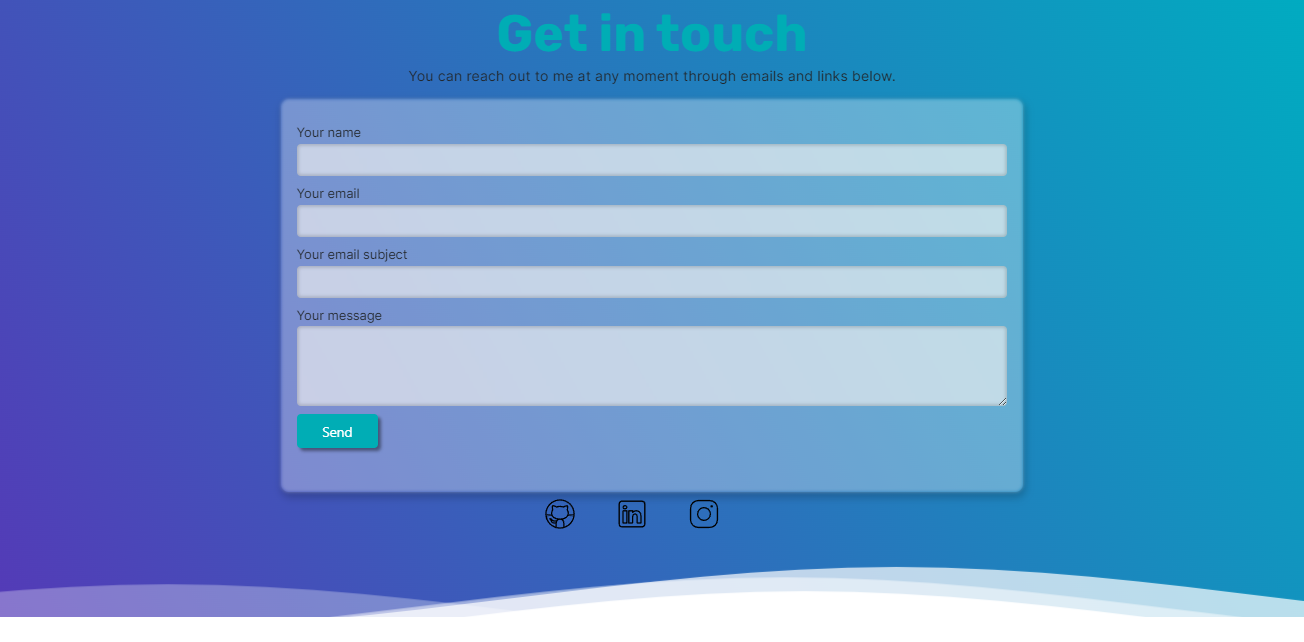 Get in touch
You can reach out to me at any moment through emails and links below.
Your name
Your email
Your email subject
Your message
Send
in